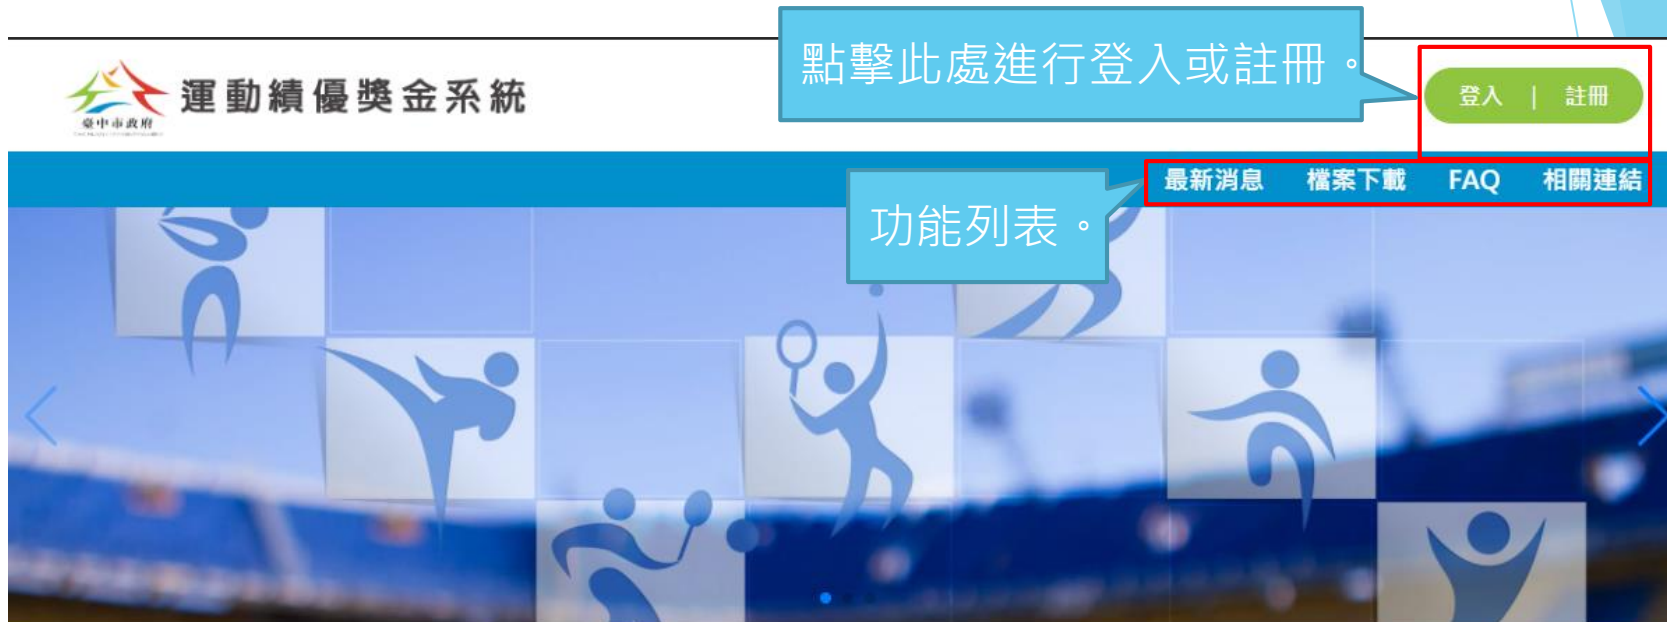 點擊此處進行登入或註冊。
運動績優獎金系統
臺中市政府
登入 | 註冊
最新消息 檔案下載 FAQ 相關連結
功能列表。